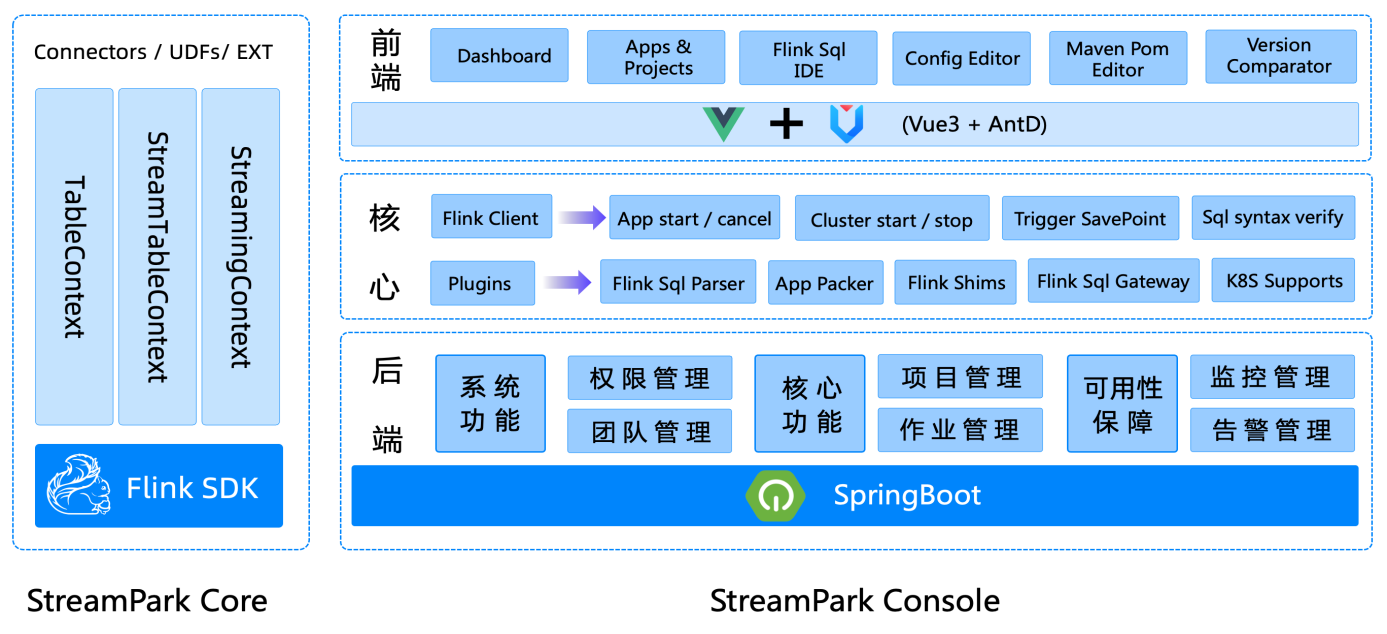 Connectors / UDFs/ EXT
TableContext
StreamTableContext
StreamingContext
Flink SDK
StreamPark Core
前
端
Dashboard
Apps &
Projects
Flink Sql
IDE
Config Editor
Maven Pom
Editor
Version
Comparator
(Vue3 + AntD)
核
心
Flink Client
App start / cancel
Cluster start / stop
Trigger SavePoint
Sql syntax verify
Plugins
Flink Sql Parser
App Packer
Flink Shims
Flink Sql Gateway
K8S Supports
后
端
系统
功能
权限管理
团队管理
核心
功能
项目管理
作业管理
可用性
保障
监控管理
告警管理
SpringBoot
StreamPark Console